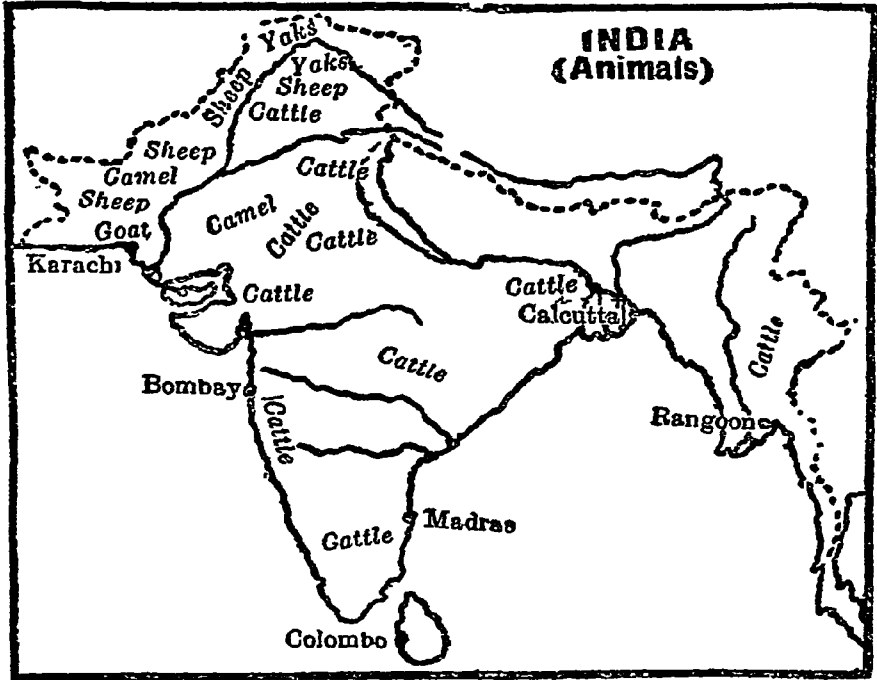 INDIA
(Animals)
Yaks
Yaks
Sheep
Sheep
Cattle
Sheep
Camel
Sheep
Goat
Karachi
Cattle
Camel
Cattle
Cattle
Cattle
Cattle
Calcutta
Cattle
Cattle
Bombay
Cattle
Rangoon
Madras
Cattle
Colombo